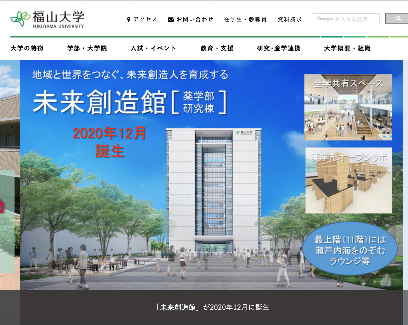 福山大学
FUKUYAMA UNIVERSITY
アクセス
お問い合わせ
在学生・教職員
資料請求
Google カスタム検索
大学の特徴
学部・大学院
入試・イベント
教育・支援
研究・産学連携
大学概要・組織
地域と世界をつなぐ、未来創造人を育成する
未来創造館[薬学部研究棟]
2020年12月
誕生
全学共有スペース
薬学部オープンラボ
最上階(11階)には
瀬戸内海をのぞむ
ラウンジ等
「未来創造館」が2020年12月に誕生